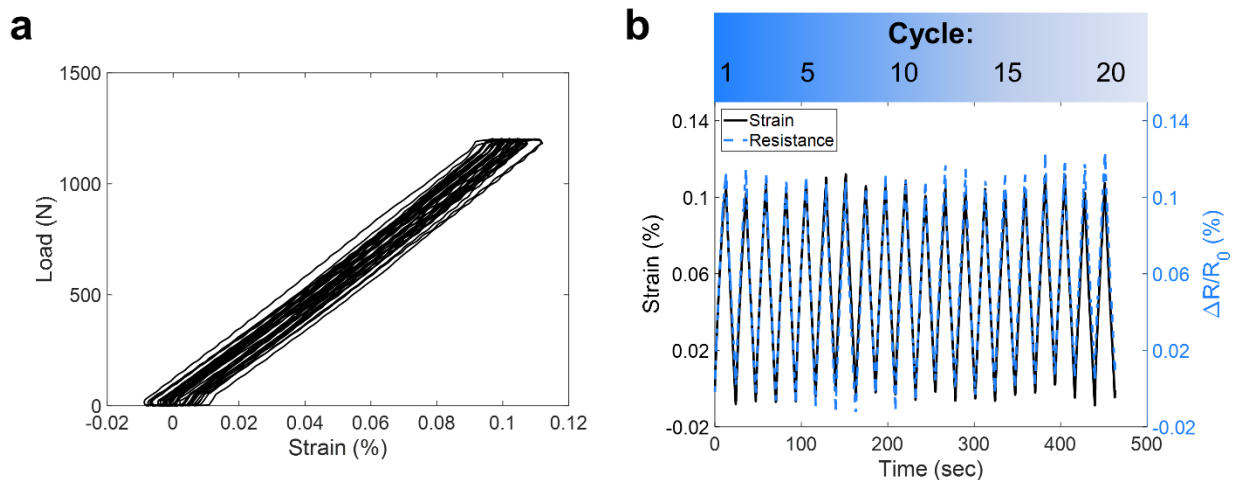 a
1500
1000
500
0
-0.02 0 0.02 0.04 0.06 0.08 0.1 0.12
Load (N)
Strain (%)
b
Cycle:
1 5 10 15 20
Strain
Resistance
0.14 0.14
0.1 0.1
0.06 0.06
0.02 0.02
-0.02 -0.02
0 100 200 300 400 500
Strain (%)
ΔR/R₀ (%)
Time (sec)